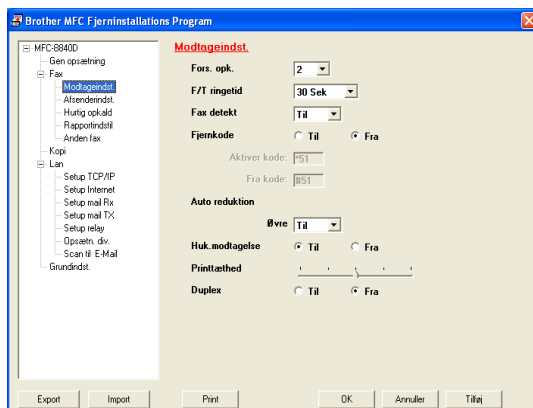 Brother MFC Fjerninstallations Program
MFC-8840D
Gen opsætning
Fax
Modtageindst.
Afsenderindst.
Hurtig opkald
Rapportindstil
Anden fax
Kopi
Lan
Setup TCP/IP
Setup Internet
Setup mail Rx
Setup mail TX
Setup relay
Opsætn. div.
Scan til E-Mail
Grundindst.
Modtageindst.
Fors. opk. 2
F/T ringetid 30 Sek
Fax detekt Til
Fjernkode Til Fra
Aktiver kode: *51
Fra kode: #51
Auto reduktion
Øvre Til
Huk.modtagelse Til Fra
Printtæthed
Duplex Til Fra
Export Import Print OK Annuller Tilføj